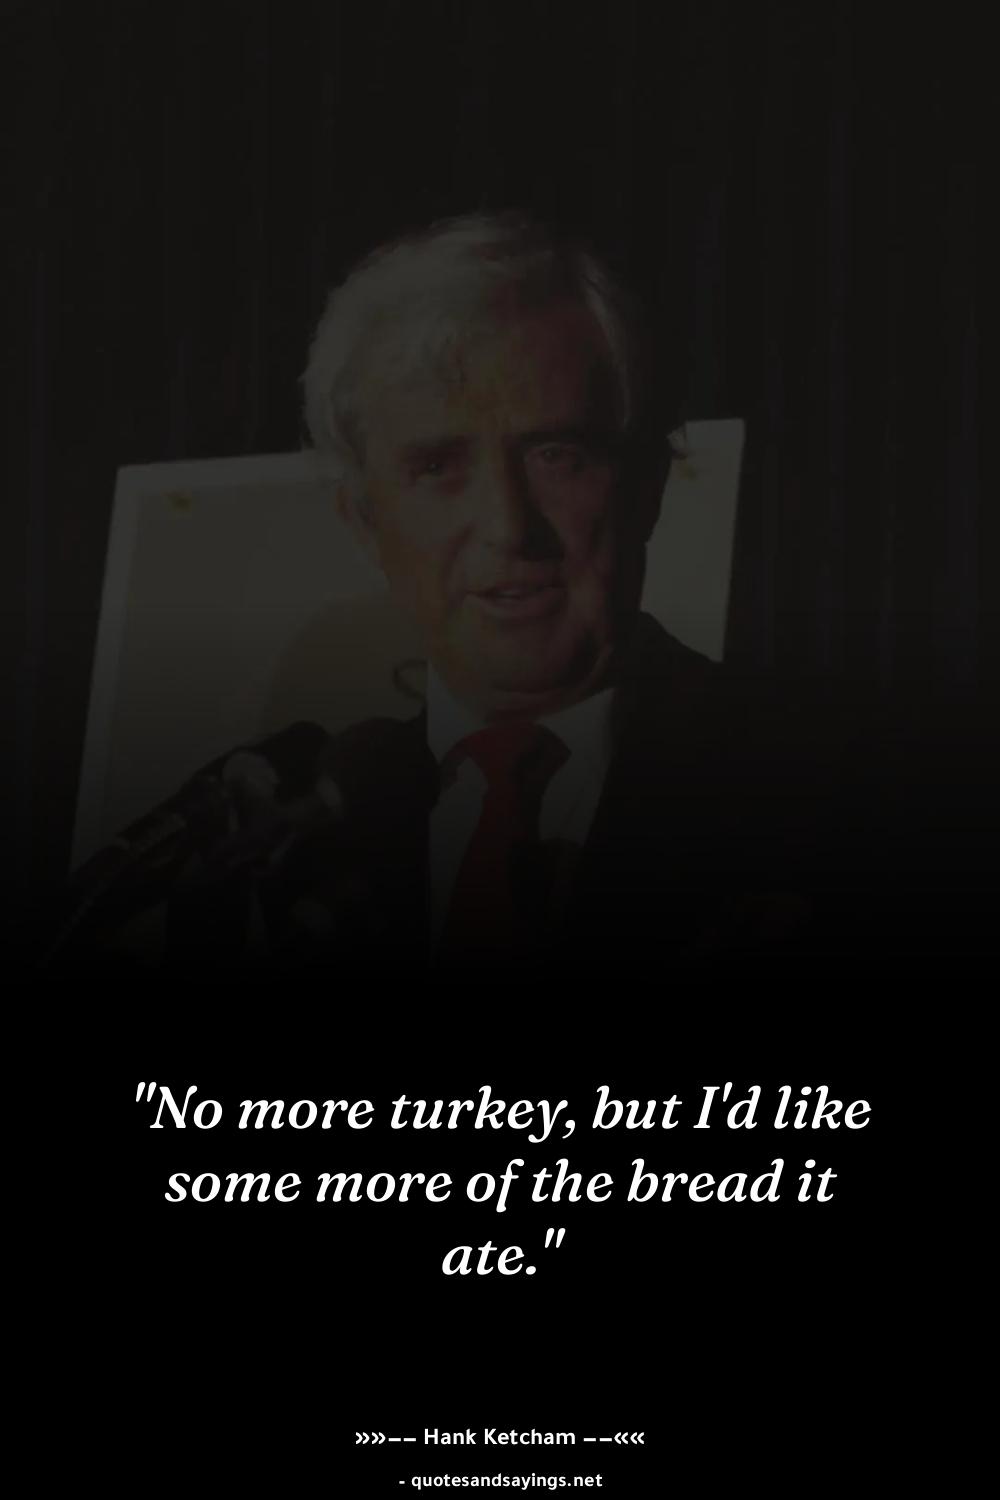 "No more turkey, but I'd like
some more of the bread it
ate."
»»−− Hank Ketcham −−««
- quotesandsayings.net